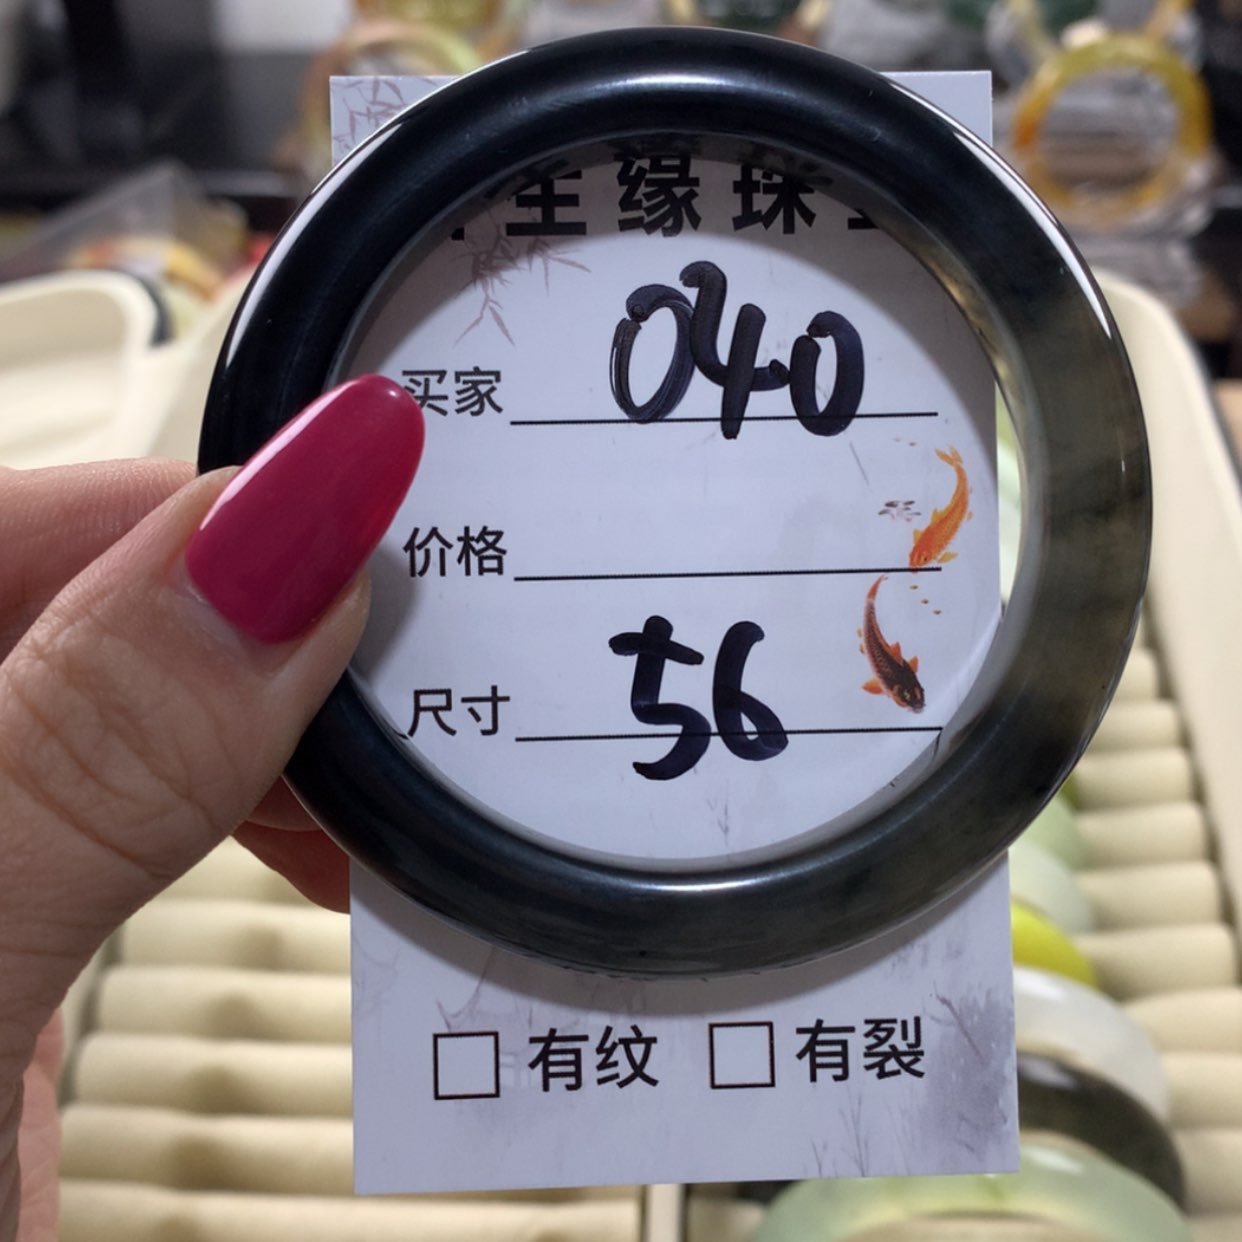 生缘珠
买家 040
价格
尺寸 56
有纹 有裂